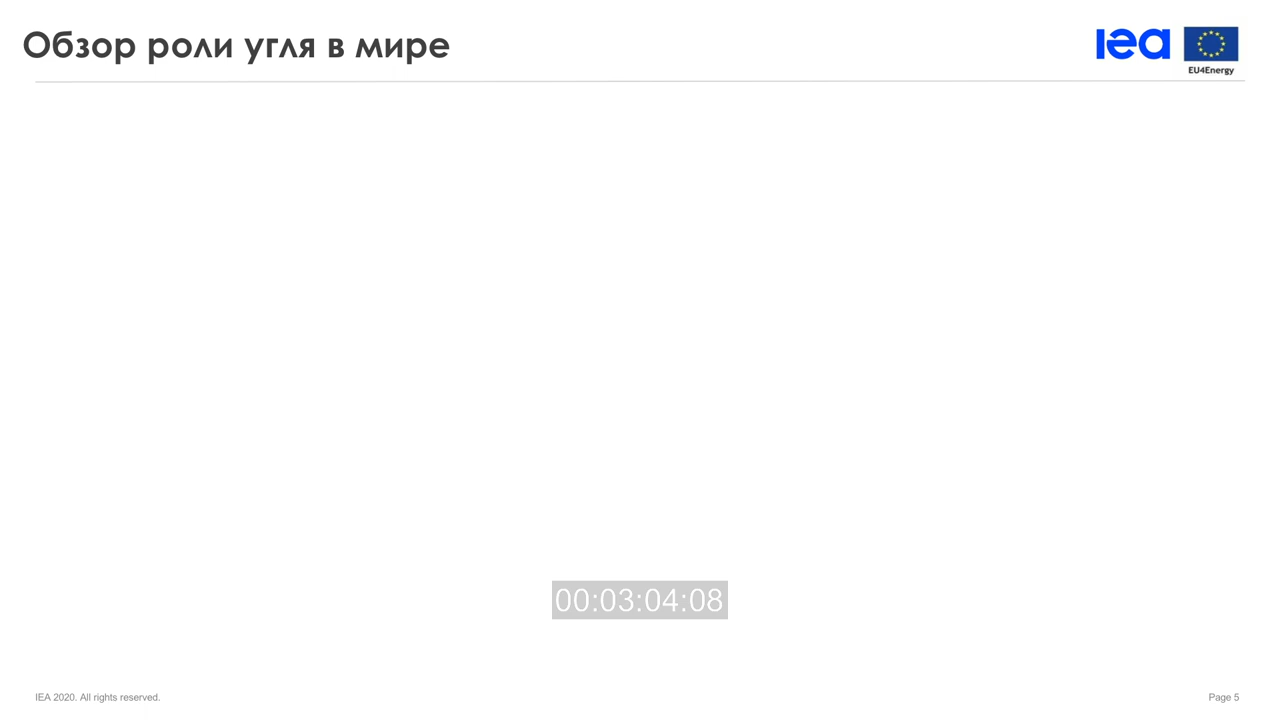 Обзор роли угля в мире
iea
EU4Energy
00:03:04:08
IEA 2020. All rights reserved.
Page 5